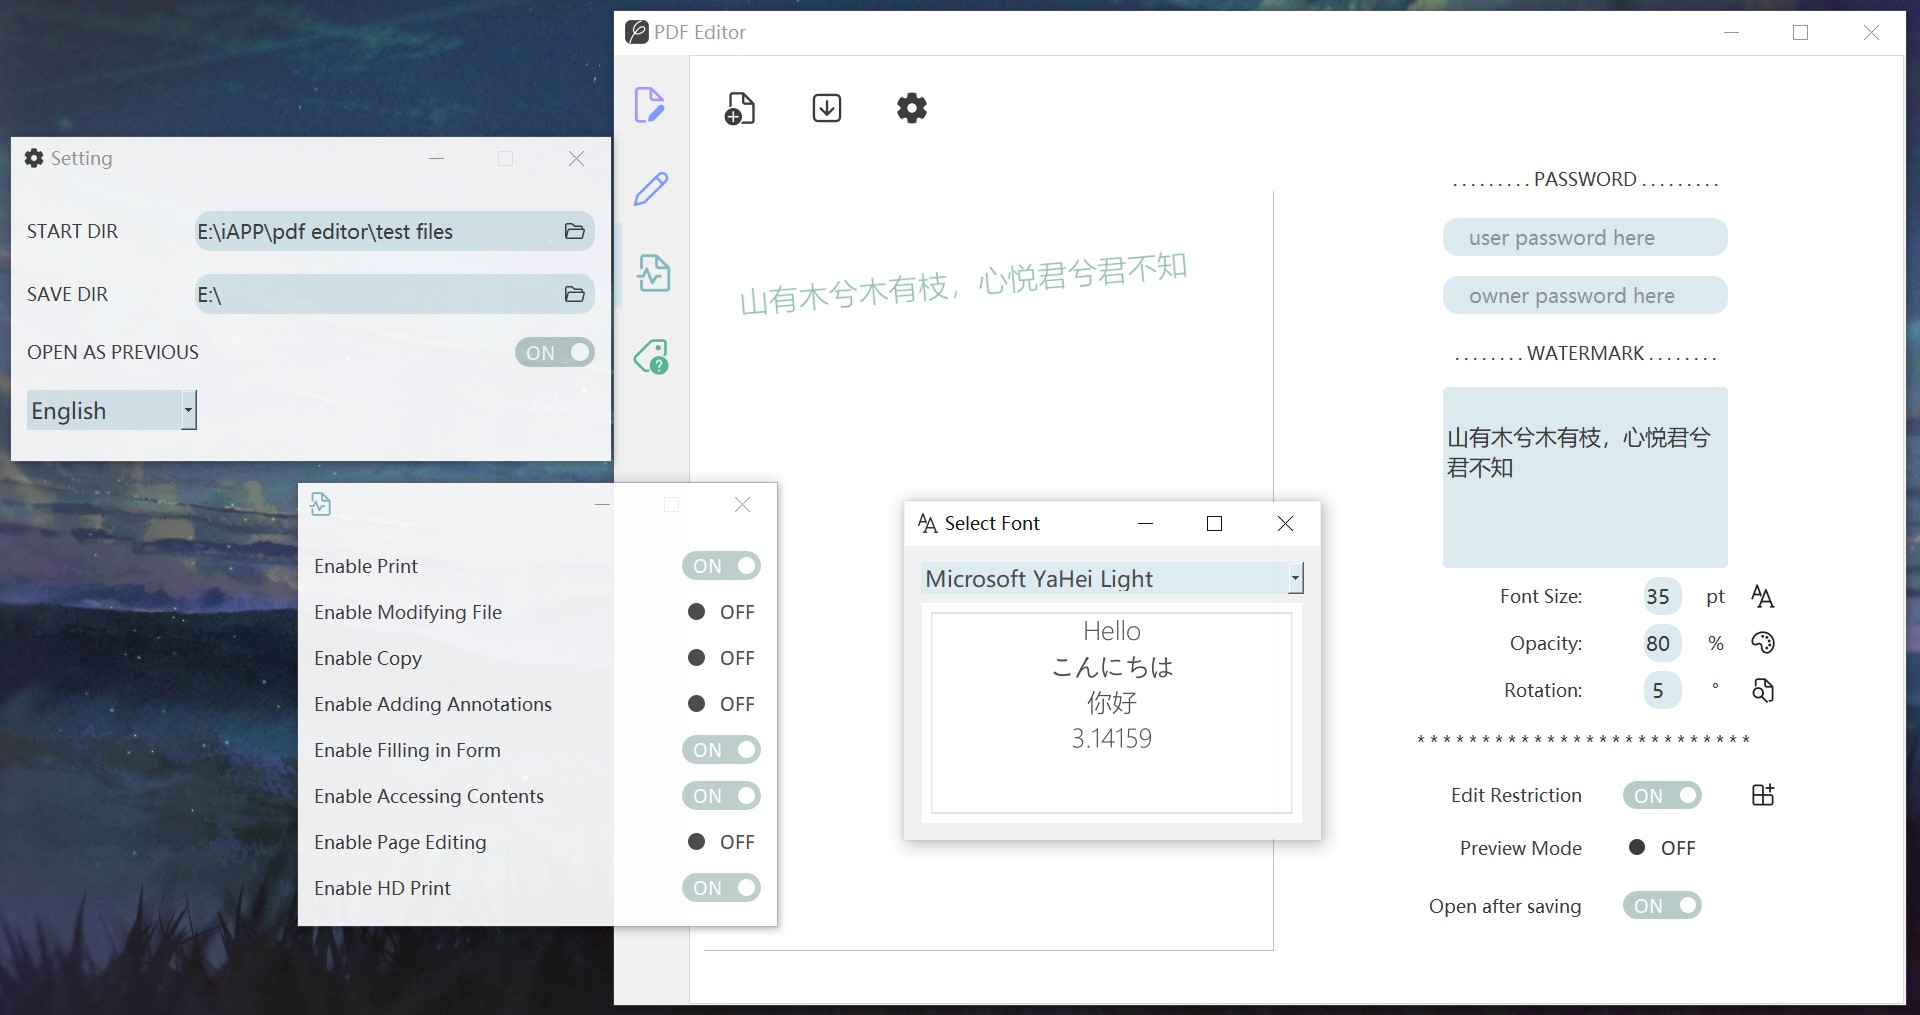 PDF Editor
Setting
START DIR
E:\iAPP\pdf editor\test files
SAVE DIR
E:\
OPEN AS PREVIOUS
ON
English
山有木兮木有枝，心悦君兮君不知
Enable Print
ON
Enable Modifying File
OFF
Enable Copy
OFF
Enable Adding Annotations
OFF
Enable Filling in Form
ON
Enable Accessing Contents
ON
Enable Page Editing
OFF
Enable HD Print
ON
Select Font
Microsoft YaHei Light
Hello
こんにちは
你好
3.14159
. . . . . . . . . PASSWORD . . . . . . . . .
user password here
owner password here
. . . . . . . . WATERMARK . . . . . . . .
山有木兮木有枝，心悦君兮
君不知
Font Size: 35 pt
Opacity: 80 %
Rotation: 5 °
* * * * * * * * * * * * * * * * * * * * * * * * * *
Edit Restriction
ON
Preview Mode
OFF
Open after saving
ON